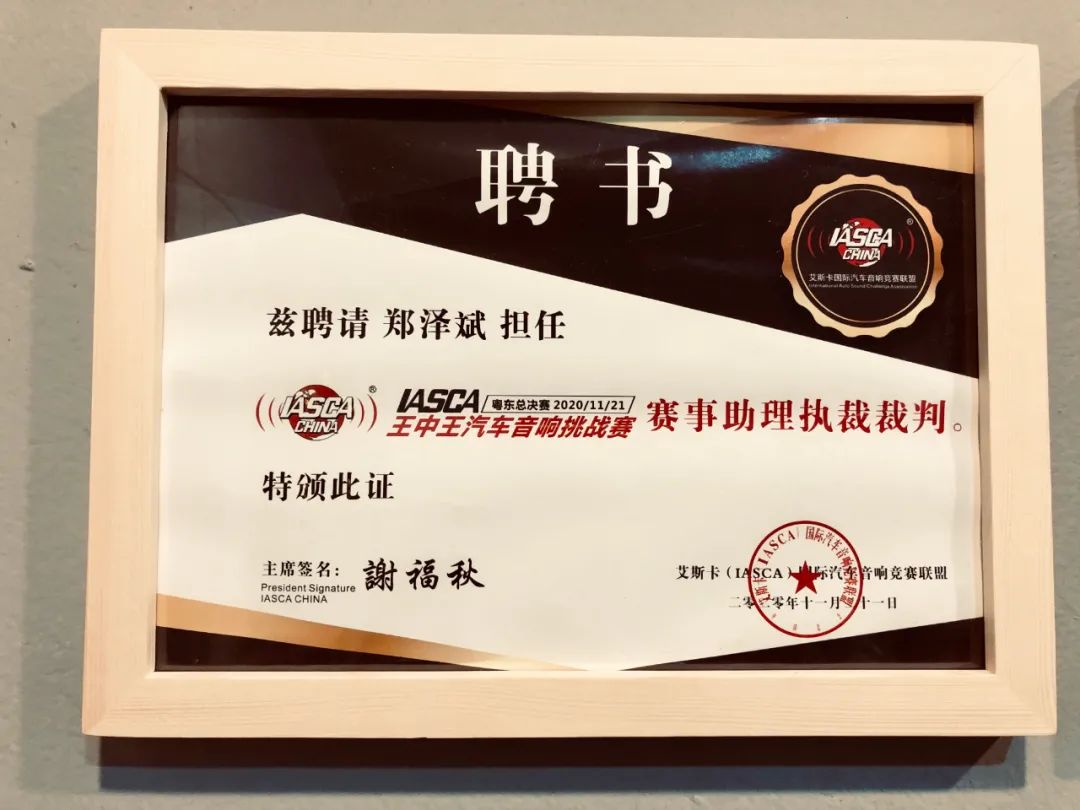 聘书
IASCA
CHINA
®
艾斯卡国际汽车音响竞赛联盟
International Auto Sound Challenge Association
兹聘请 郑泽斌 担任
IASCA
CHINA
®
IASCA 粤东总决赛 2020/11/21
王中王汽车音响挑战赛
赛事助理执裁裁判。
特颁此证
主席签名：
President Signature
IASCA CHINA
謝福秋
艾斯卡（IASCA）国际汽车音响竞赛联盟
二零二零年十一月二十一日